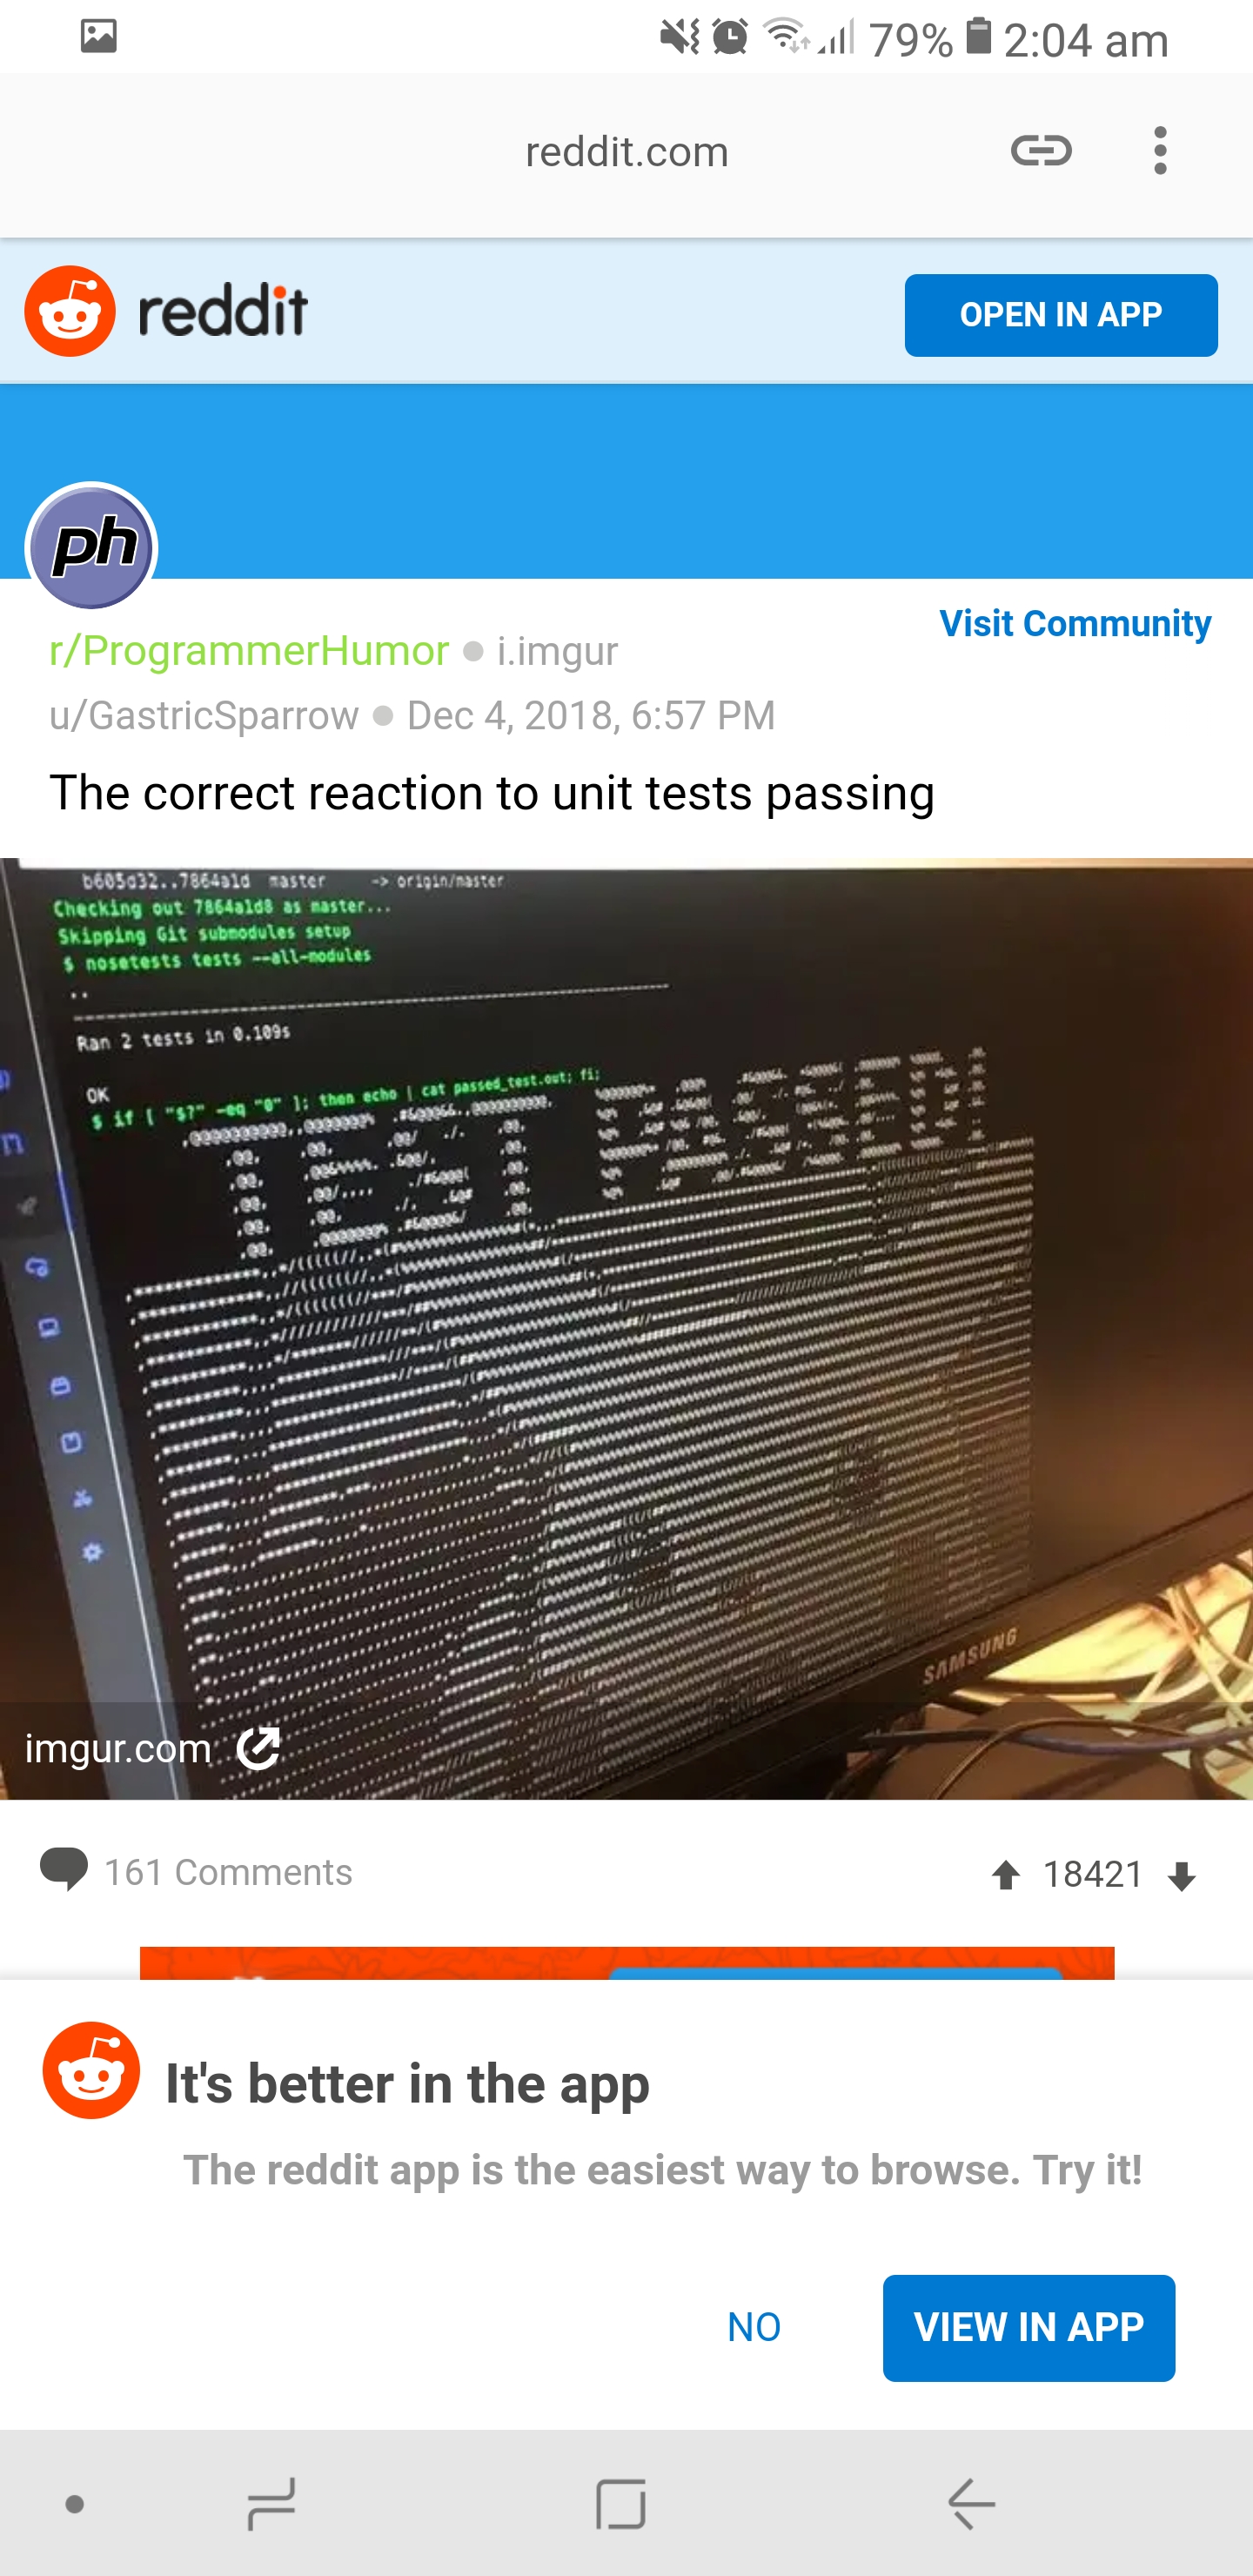 79% 2:04 am
reddit.com
reddit
OPEN IN APP
ph
Visit Community
r/ProgrammerHumor • i.imgur
u/GastricSparrow • Dec 4, 2018, 6:57 PM
The correct reaction to unit tests passing
b605d32..7864a1d master -> origin/master
Checking out 7864a1d8 as master...
Skipping Git submodules setup
$ nosetests tests --all-modules
..
Ran 2 tests in 0.109s
OK
$ if [ "$?" -eq "0" ]; then echo | cat passed_test.out; fi;
TEST PASSED!
SAMSUNG
imgur.com
161 Comments
18421
It's better in the app
The reddit app is the easiest way to browse. Try it!
NO
VIEW IN APP